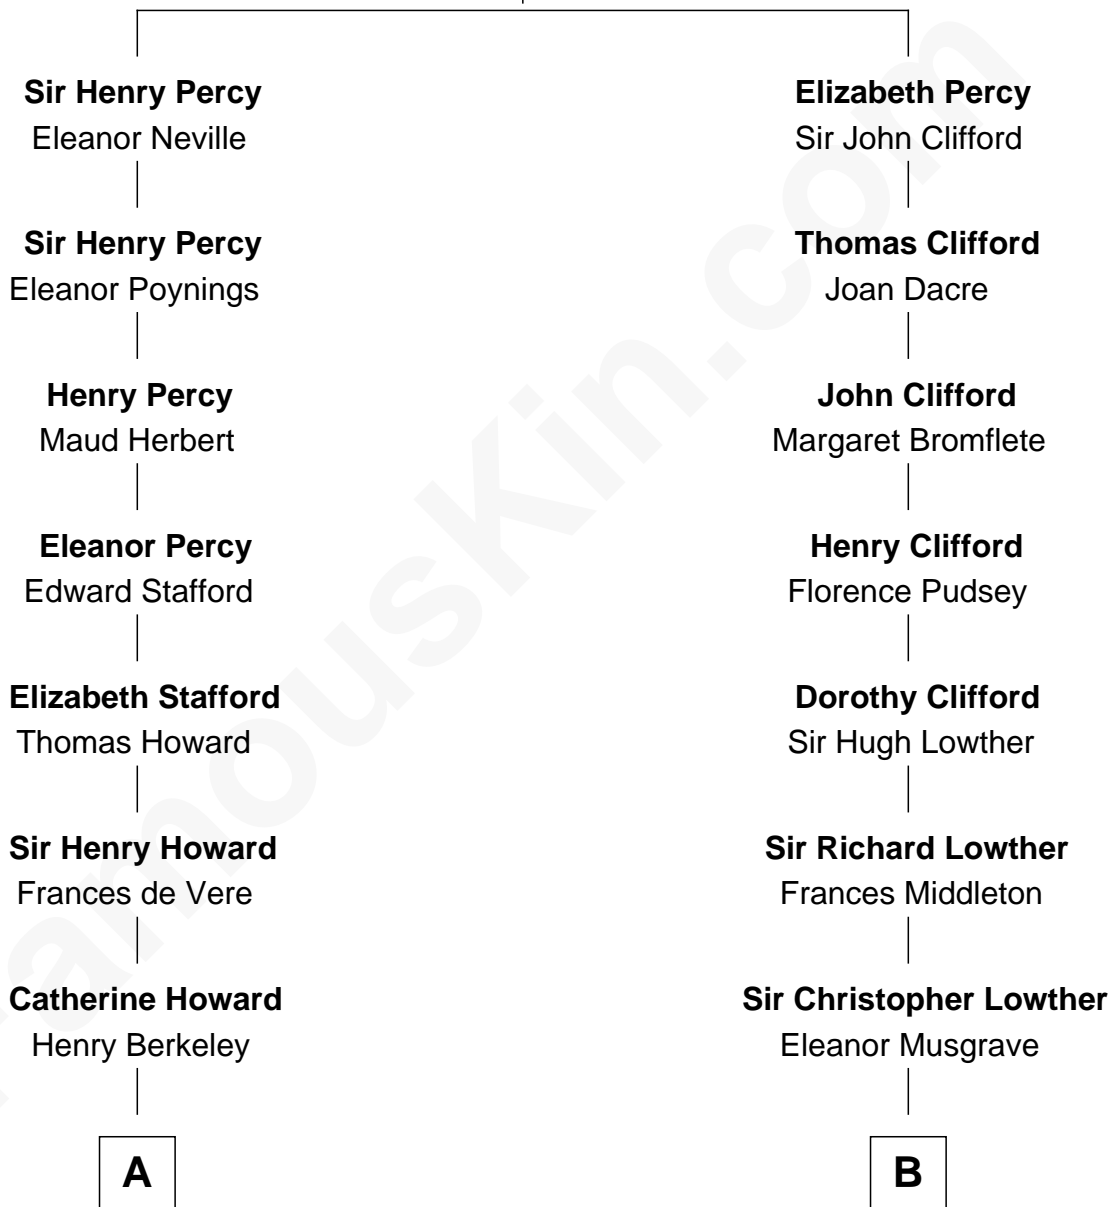 Sir Henry Percy
Eleanor Neville
Sir Henry Percy
Eleanor Poynings
Henry Percy
Maud Herbert
Eleanor Percy
Edward Stafford
Elizabeth Stafford
Thomas Howard
Sir Henry Howard
Frances de Vere
Catherine Howard
Henry Berkeley
A
Elizabeth Percy
Sir John Clifford
Thomas Clifford
Joan Dacre
John Clifford
Margaret Bromflete
Henry Clifford
Florence Pudsey
Dorothy Clifford
Sir Hugh Lowther
Sir Richard Lowther
Frances Middleton
Sir Christopher Lowther
Eleanor Musgrave
B
FamousKin.com